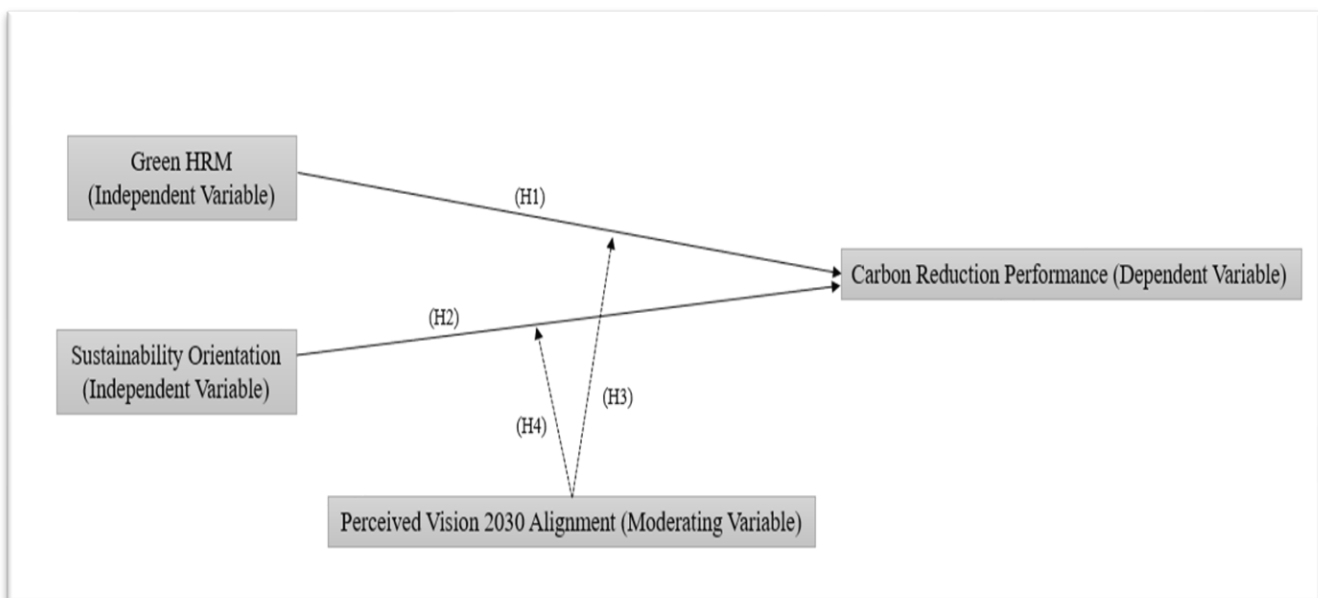 Green HRM
(Independent Variable)
(H1)
Carbon Reduction Performance (Dependent Variable)
(H2)
Sustainability Orientation
(Independent Variable)
(H3)
(H4)
Perceived Vision 2030 Alignment (Moderating Variable)